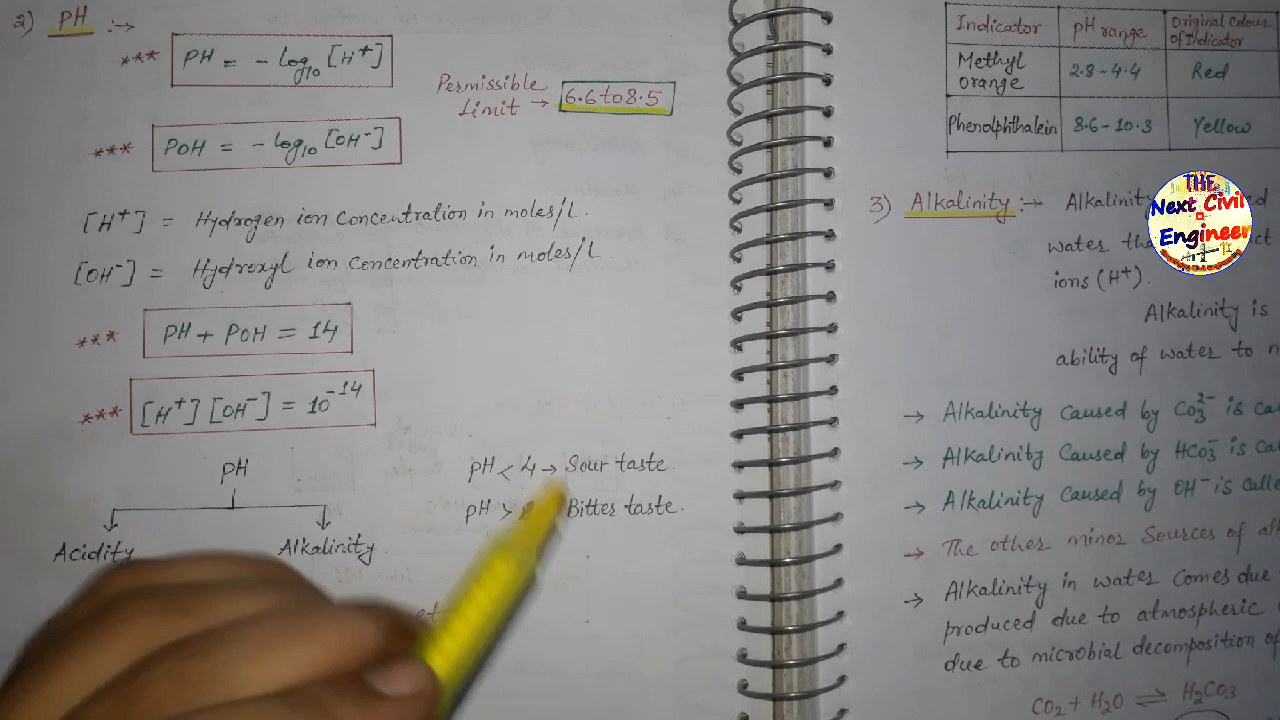 2) PH :→
*** PH = - log10 [H+]
Permissible
Limit → 6.6 to 8.5
*** POH = - log10 [OH-]
[H+] = Hydrogen ion Concentration in moles/L.
[OH-] = Hydroxyl ion Concentration in moles/L.
*** PH + POH = 14
*** [H+] [OH-] = 10^-14
PH
Acidity Alkalinity
pH < 4 → Sour taste.
pH > Bitter taste.
Indicator | pH range | Original Colour of Indicator
Methyl orange | 2.8 - 4.4 | Red
Phenolphthalein | 8.6 - 10.3 | Yellow
3) Alkalinity :→ Alkalinity
water
ions (H+).
Alkalinity is
ability of water to
→ Alkalinity Caused by CO3^2- is
→ Alkalinity Caused by HCO3^- is
→ Alkalinity Caused by OH^- is
→ The other minor Sources of
→ Alkalinity in water Comes due
produced due to atmospheric
due to microbial decomposition of
CO2 + H2O ⇌ H2CO3
THE
Next Civil
Engineer